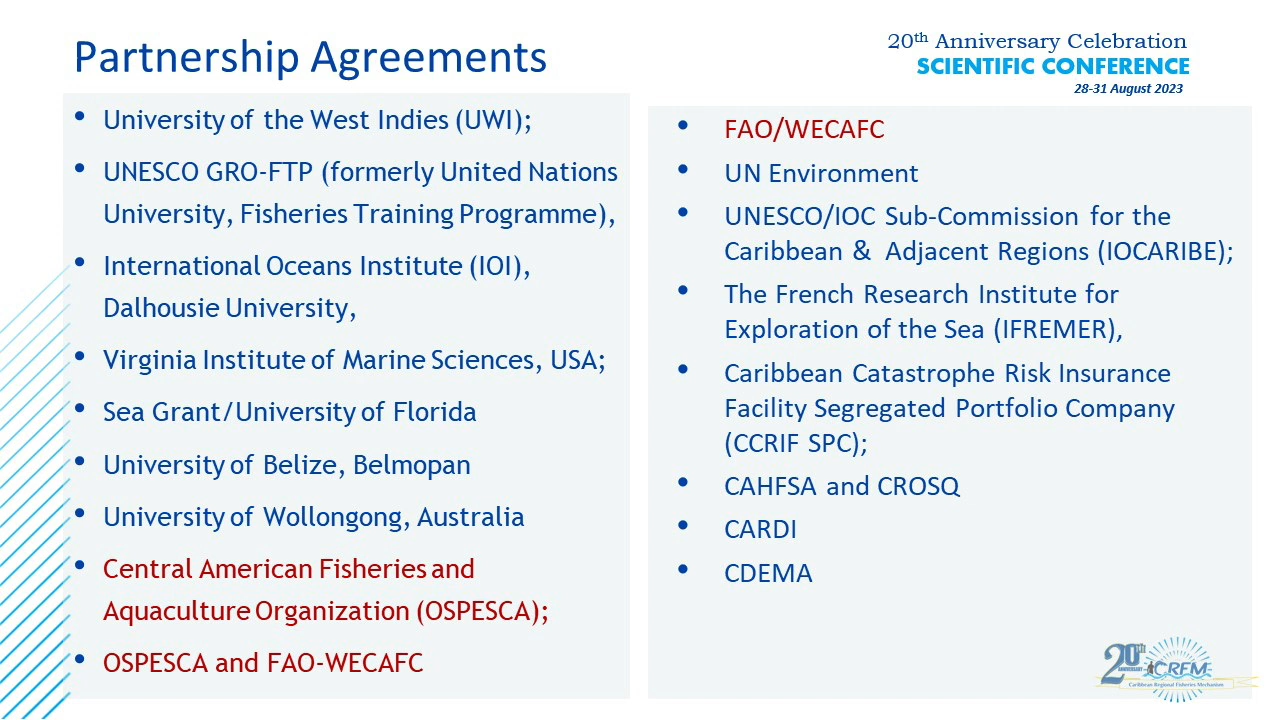 Partnership Agreements
20th Anniversary Celebration
SCIENTIFIC CONFERENCE
28-31 August 2023
• University of the West Indies (UWI);
• UNESCO GRO-FTP (formerly United Nations
University, Fisheries Training Programme),
• International Oceans Institute (IOI),
Dalhousie University,
• Virginia Institute of Marine Sciences, USA;
• Sea Grant/University of Florida
• University of Belize, Belmopan
• University of Wollongong, Australia
• Central American Fisheries and
Aquaculture Organization (OSPESCA);
• OSPESCA and FAO-WECAFC
• FAO/WECAFC
• UN Environment
• UNESCO/IOC Sub-Commission for the
Caribbean & Adjacent Regions (IOCARIBE);
• The French Research Institute for
Exploration of the Sea (IFREMER),
• Caribbean Catastrophe Risk Insurance
Facility Segregated Portfolio Company
(CCRIF SPC);
• CAHFSA and CROSQ
• CARDI
• CDEMA
20TH
ANNIVERSARY
CRFM
Caribbean Regional Fisheries Mechanism